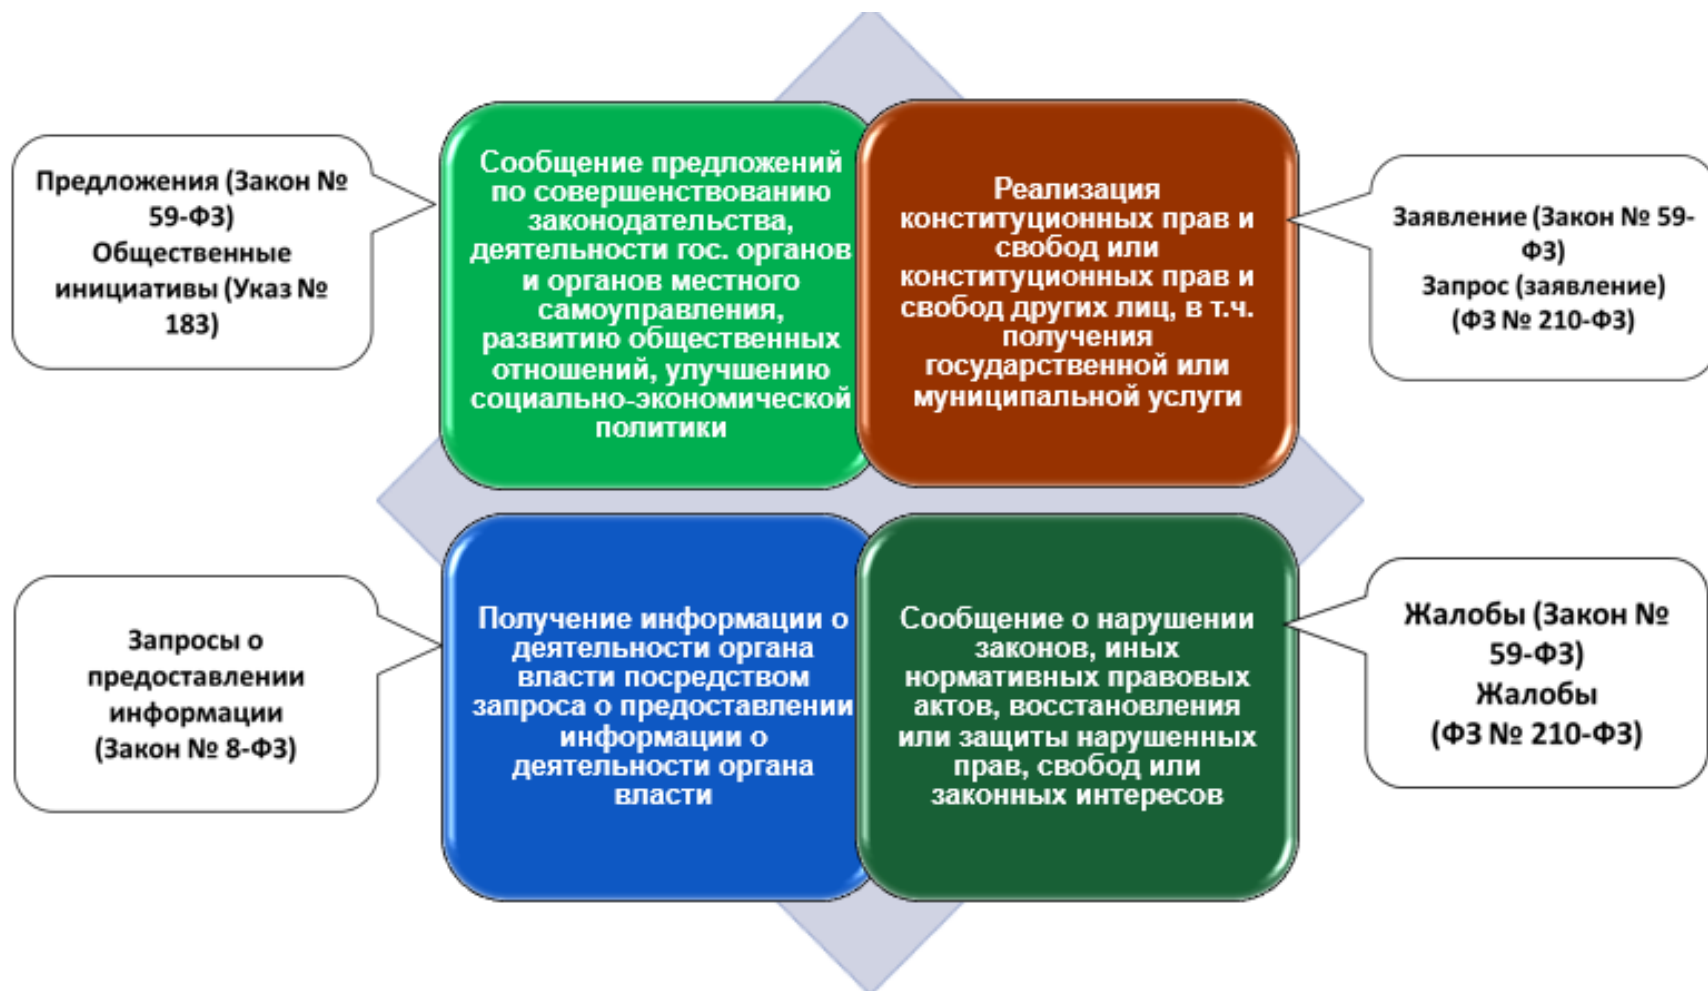 Предложения (Закон №
59-ФЗ)
Общественные
инициативы (Указ №
183)
Сообщение предложений
по совершенствованию
законодательства,
деятельности гос. органов
и органов местного
самоуправления,
развитию общественных
отношений, улучшению
социально-экономической
политики
Реализация
конституционных прав и
свобод или
конституционных прав и
свобод других лиц, в т.ч.
получения
государственной или
муниципальной услуги
Заявление (Закон № 59-
ФЗ)
Запрос (заявление)
(ФЗ № 210-ФЗ)
Запросы о
предоставлении
информации
(Закон № 8-ФЗ)
Получение информации о
деятельности органа
власти посредством
запроса о предоставлении
информации о
деятельности органа
власти
Сообщение о нарушении
законов, иных
нормативных правовых
актов, восстановления
или защиты нарушенных
прав, свобод или
законных интересов
Жалобы (Закон №
59-ФЗ)
Жалобы
(ФЗ № 210-ФЗ)